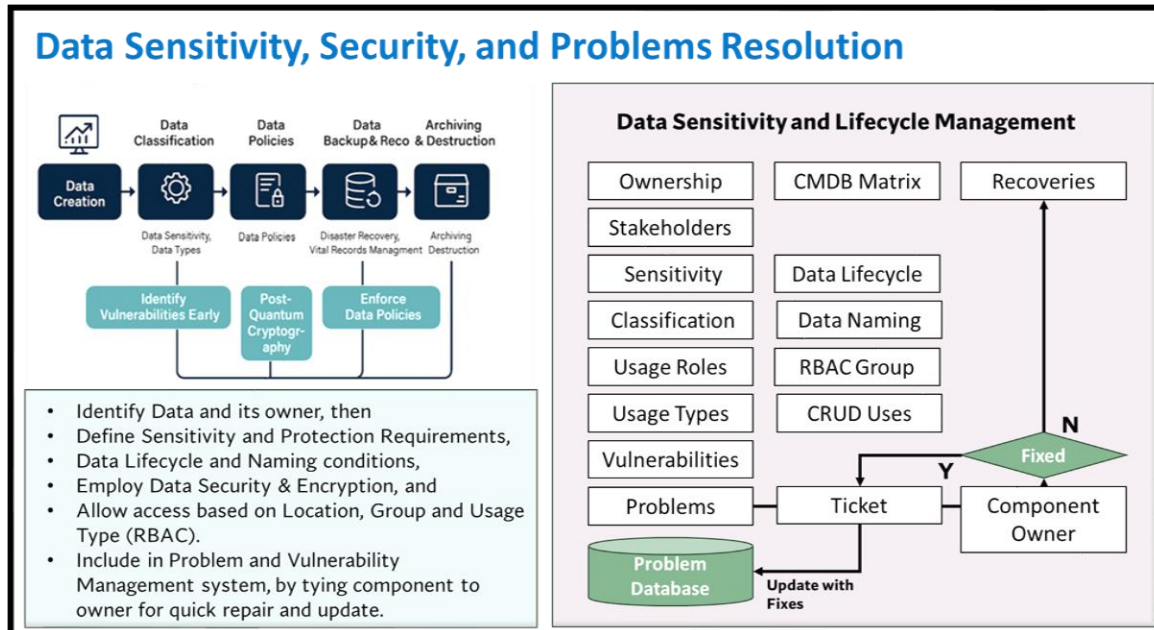 Data Sensitivity, Security, and Problems Resolution
Data
Classification
Data
Policies
Data
Backup & Reco
Archiving
& Destruction
Data
Creation
Data Sensitivity,
Data Types
Data Policies
Disaster Recovery,
Vital Records Managment
Archiving
Destruction
Identify
Vulnerabilities Early
Post-
Quantum
Cryptogr-
aphy
Enforce
Data Policies
• Identify Data and its owner, then
• Define Sensitivity and Protection Requirements,
• Data Lifecycle and Naming conditions,
• Employ Data Security & Encryption, and
• Allow access based on Location, Group and Usage
Type (RBAC).
• Include in Problem and Vulnerability
Management system, by tying component to
owner for quick repair and update.
Data Sensitivity and Lifecycle Management
Ownership
CMDB Matrix
Recoveries
Stakeholders
Sensitivity
Data Lifecycle
Classification
Data Naming
Usage Roles
RBAC Group
Usage Types
CRUD Uses
N
Vulnerabilities
Y
Fixed
Problems
Ticket
Component
Owner
Problem
Database
Update with
Fixes